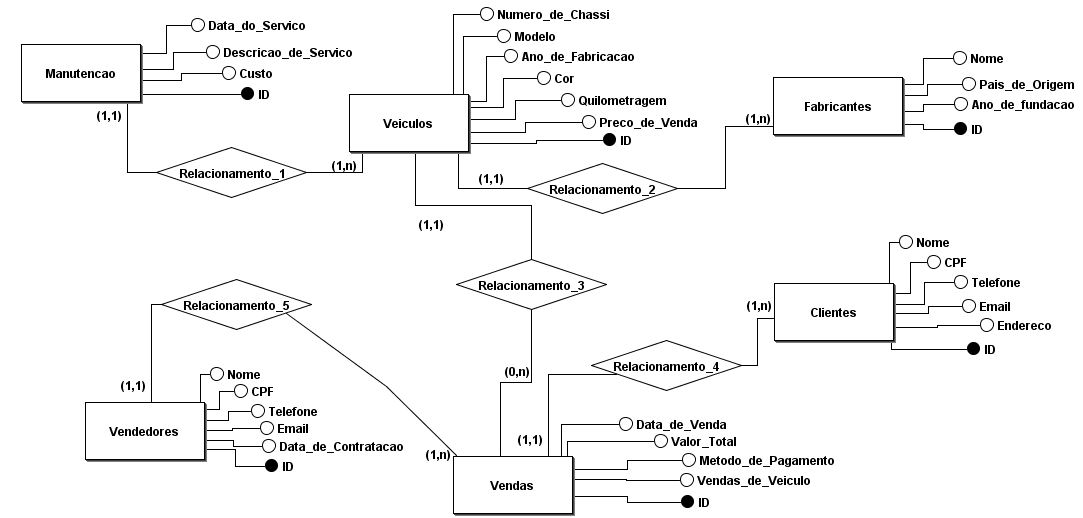 Manutencao
Data_do_Servico
Descricao_de_Servico
Custo
ID
(1,1)
Relacionamento_1
(1,n)
Veiculos
Numero_de_Chassi
Modelo
Ano_de_Fabricacao
Cor
Quilometragem
Preco_de_Venda
ID
(1,1)
Relacionamento_2
(1,n)
Fabricantes
Nome
Pais_de_Origem
Ano_de_fundacao
ID
(1,1)
Relacionamento_3
(0,n)
Clientes
Nome
CPF
Telefone
Email
Endereco
ID
(1,n)
Relacionamento_4
(1,1)
Relacionamento_5
(1,1)
(1,n)
Vendedores
Nome
CPF
Telefone
Email
Data_de_Contratacao
ID
Vendas
Data_de_Venda
Valor_Total
Metodo_de_Pagamento
Vendas_de_Veiculo
ID